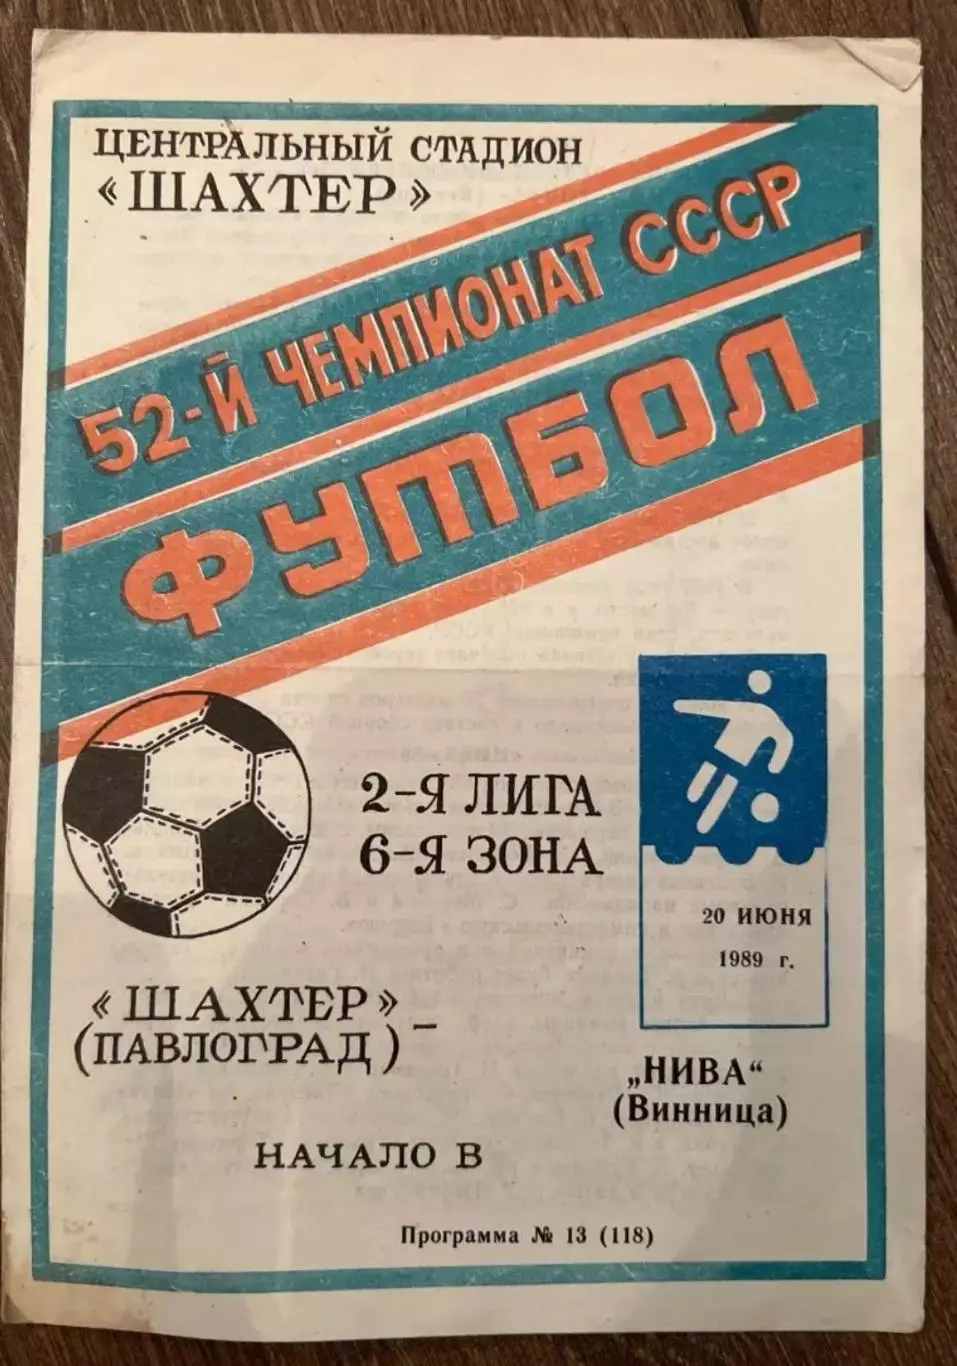 ЦЕНТРАЛЬНЫЙ СТАДИОН
«ШАХТЕР»
52-Й ЧЕМПИОНАТ СССР
ФУТБОЛ
2-Я ЛИГА
6-Я ЗОНА
20 ИЮНЯ
1989 г.
«ШАХТЕР» –
(ПАВЛОГРАД)
„НИВА“
(Винница)
НАЧАЛО В
Программа № 13 (118)